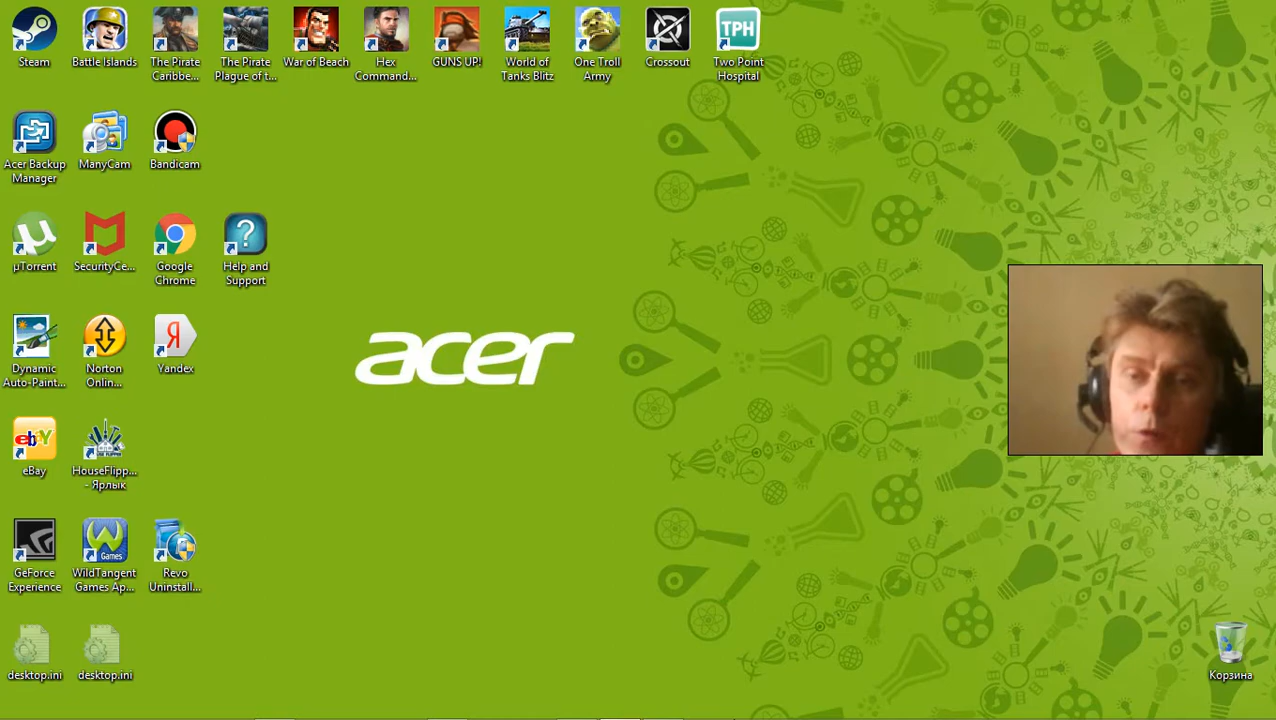 Steam
Battle Islands
The Pirate
Caribbe...
The Pirate
Plague of t...
War of Beach
Hex
Command...
GUNS UP!
World of
Tanks Blitz
One Troll
Army
Crossout
TPH
Two Point
Hospital
Acer Backup
Manager
ManyCam
Bandicam
µTorrent
SecurityCe...
Google
Chrome
?
Help and
Support
acer
Dynamic
Auto-Paint...
Norton
Onlin...
Я
Yandex
ebY
eBay
HouseFlipp...
- Ярлык
GeForce
Experience
W
Games
WildTangent
Games Ap...
Revo
Uninstall...
desktop.ini
desktop.ini
Корзина